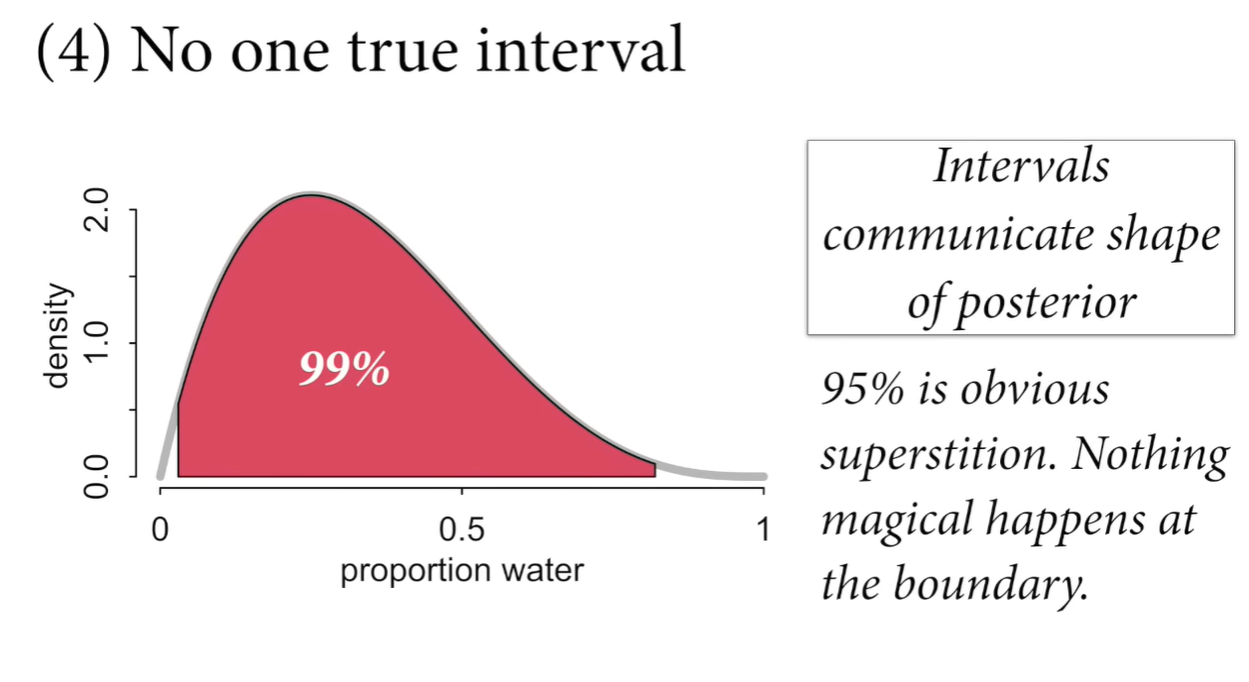 (4) No one true interval
2.0
1.0
0.0
density
99%
0
0.5
1
proportion water
Intervals
communicate shape
of posterior
95% is obvious
superstition. Nothing
magical happens at
the boundary.